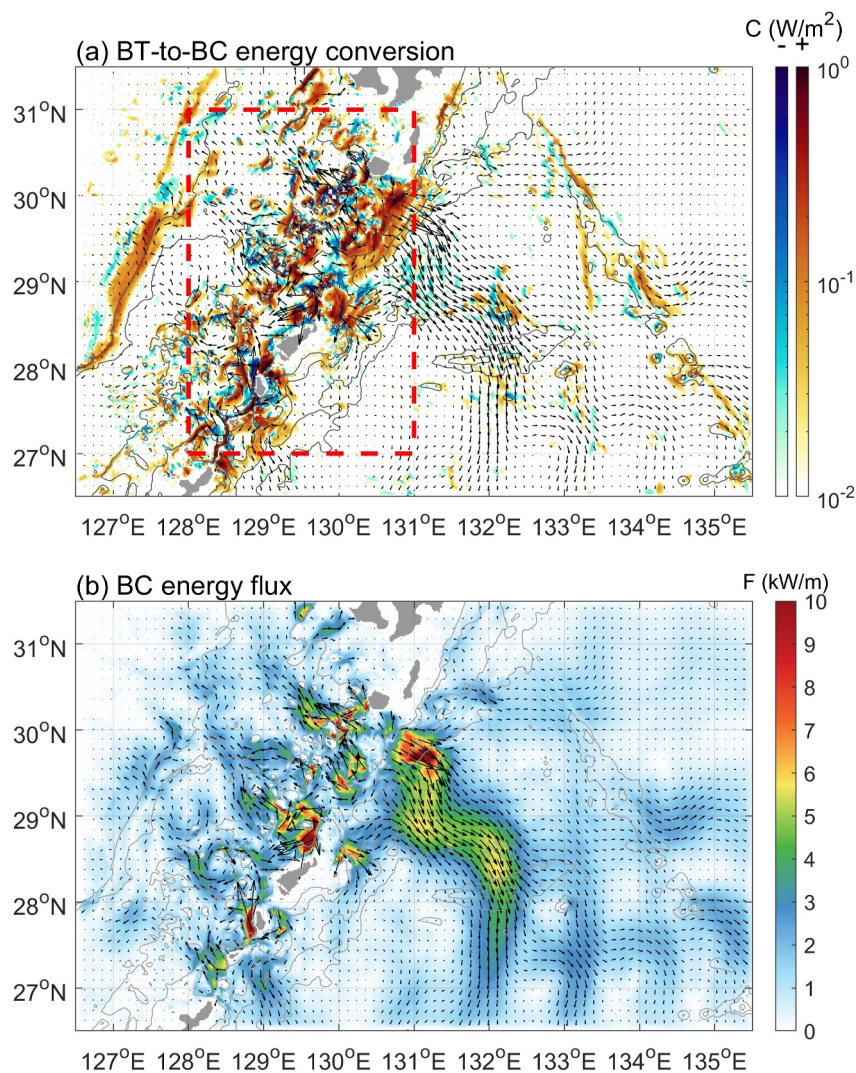 C (W/m²)
- +
(a) BT-to-BC energy conversion
31°N
30°N
29°N
28°N
27°N
10⁰
10⁻¹
10⁻²
127°E 128°E 129°E 130°E 131°E 132°E 133°E 134°E 135°E
(b) BC energy flux
F (kW/m)
31°N
30°N
29°N
28°N
27°N
10
9
8
7
6
5
4
3
2
1
0
127°E 128°E 129°E 130°E 131°E 132°E 133°E 134°E 135°E